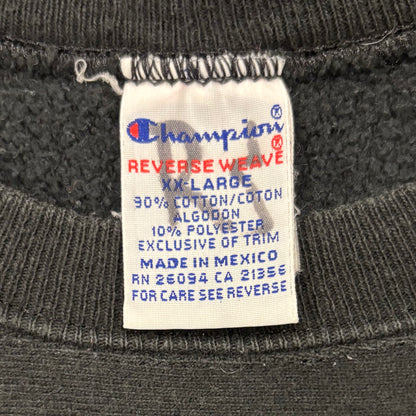 Champion
REVERSE WEAVE®
XX-LARGE
90% COTTON/COTON
ALGODON
10% POLYESTER
EXCLUSIVE OF TRIM
MADE IN MEXICO
RN 26094 CA 21356
FOR CARE SEE REVERSE